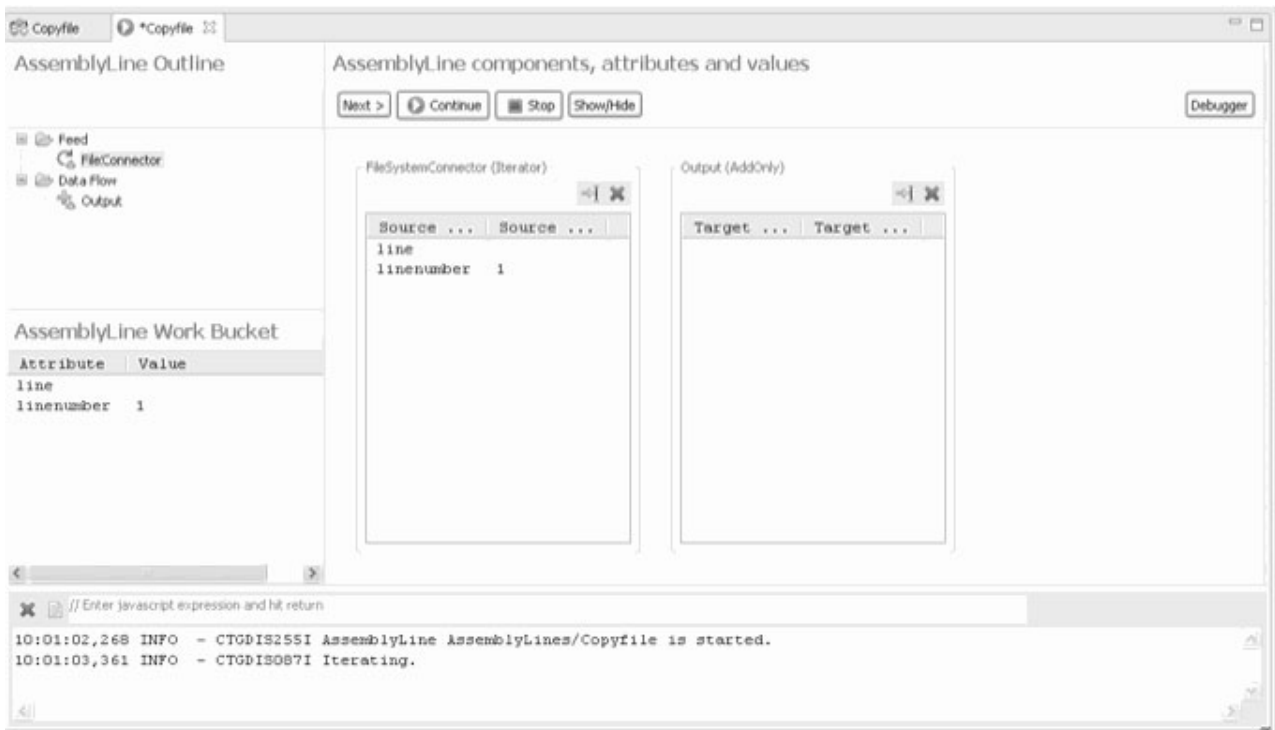 Copyfile *Copyfile
AssemblyLine Outline
Feed
FileConnector
Data Flow
Output
AssemblyLine Work Bucket
Attribute Value
line
linenumber 1
AssemblyLine components, attributes and values
Next > Continue Stop Show/Hide Debugger
FileSystemConnector (Iterator)
Source ... Source ...
line
linenumber 1
Output (AddOnly)
Target ... Target ...
// Enter javascript expression and hit return
10:01:02,268 INFO - CTGDIS255I AssemblyLine AssemblyLines/Copyfile is started.
10:01:03,361 INFO - CTGDIS087I Iterating.